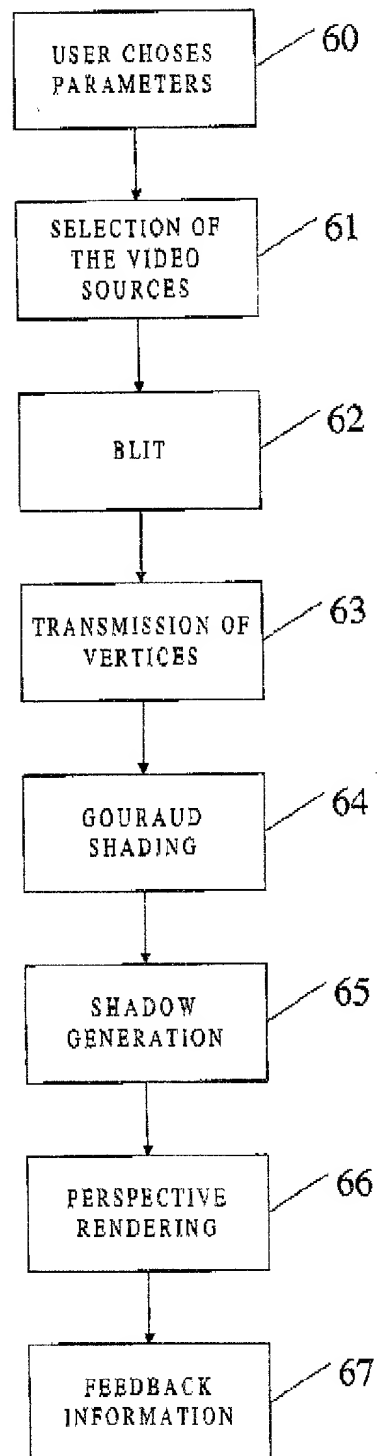 60
USER CHOSES
PARAMETERS
61
SELECTION OF
THE VIDEO
SOURCES
62
BLIT
63
TRANSMISSION OF
VERTICES
64
GOURAUD
SHADING
65
SHADOW
GENERATION
66
PERSPECTIVE
RENDERING
67
FEEDBACK
INFORMATION